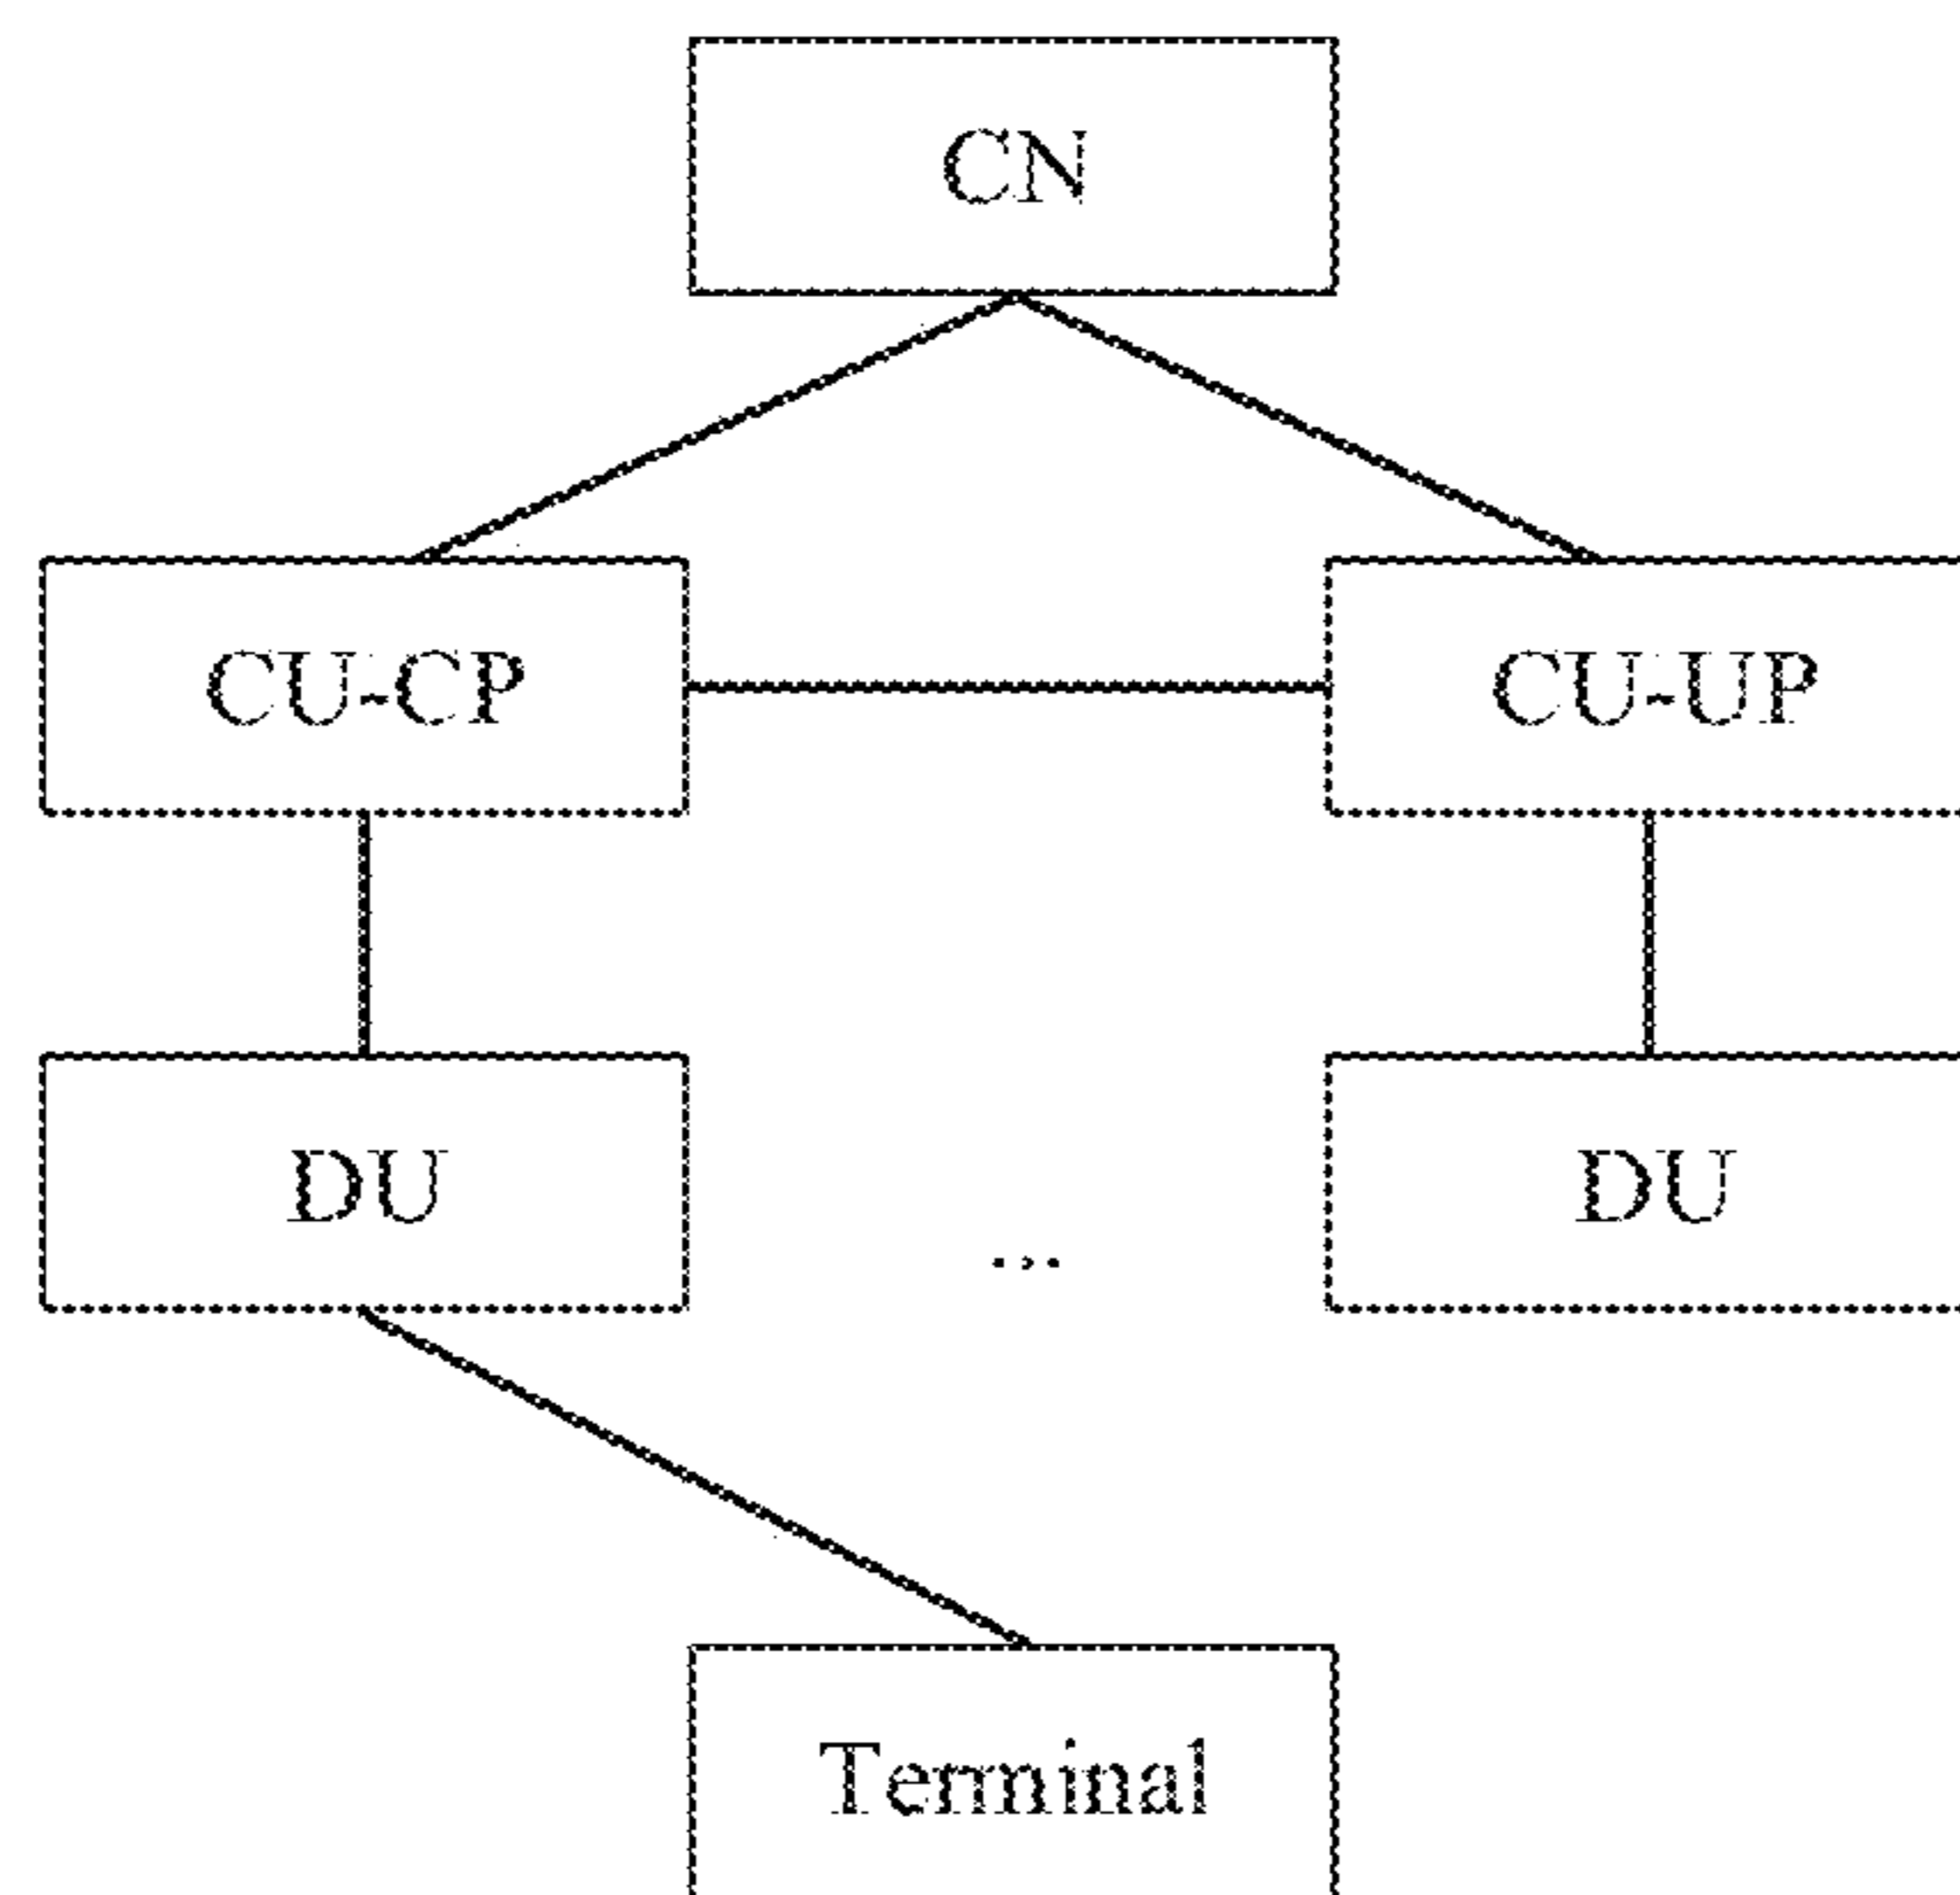 CN
CU-CP
CU-UP
DU
...
DU
Terminal